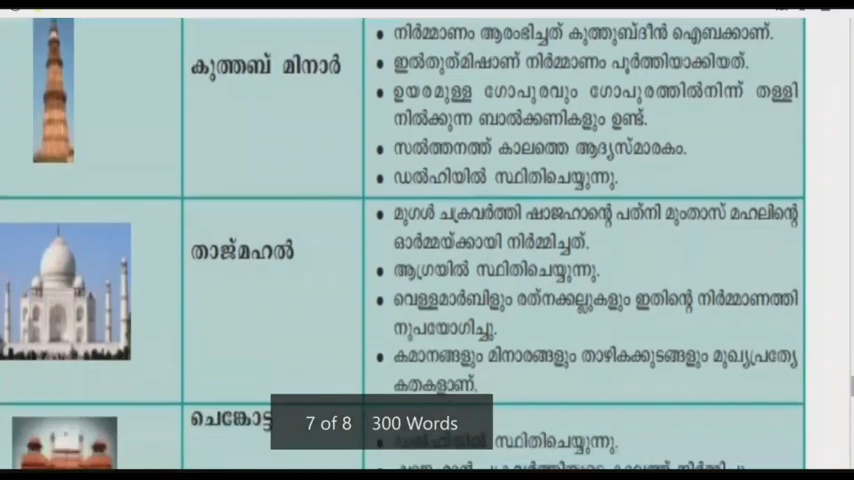 കുത്തബ് മിനാർ
നിർമ്മാണം ആരംഭിച്ചത് കുത്തുബ്ദീൻ ഐബക്കാണ്.
ഇൽതുത്മിഷാണ് നിർമ്മാണം പൂർത്തിയാക്കിയത്.
ഉയരമുള്ള ഗോപുരവും ഗോപുരത്തിൽനിന്ന് തള്ളി
നിൽക്കുന്ന ബാൽക്കണികളും ഉണ്ട്.
സൽത്തനത്ത് കാലത്തെ ആദ്യസ്മാരകം.
ഡൽഹിയിൽ സ്ഥിതിചെയ്യുന്നു.
താജ്മഹൽ
മുഗൾ ചക്രവർത്തി ഷാജഹാന്റെ പത്നി മുംതാസ് മഹലിന്റെ
ഓർമ്മയ്ക്കായി നിർമ്മിച്ചത്.
ആഗ്രയിൽ സ്ഥിതിചെയ്യുന്നു.
വെള്ളമാർബിളും രത്നക്കല്ലുകളും ഇതിന്റെ നിർമ്മാണത്തി
നുപയോഗിച്ചു.
കമാനങ്ങളും മിനാരങ്ങളും താഴികക്കുടങ്ങളും മുഖ്യപ്രത്യേ
കതകളാണ്.
ചെങ്കോട്ട
ഡൽഹിയിൽ സ്ഥിതിചെയ്യുന്നു.
7 of 8 300 Words